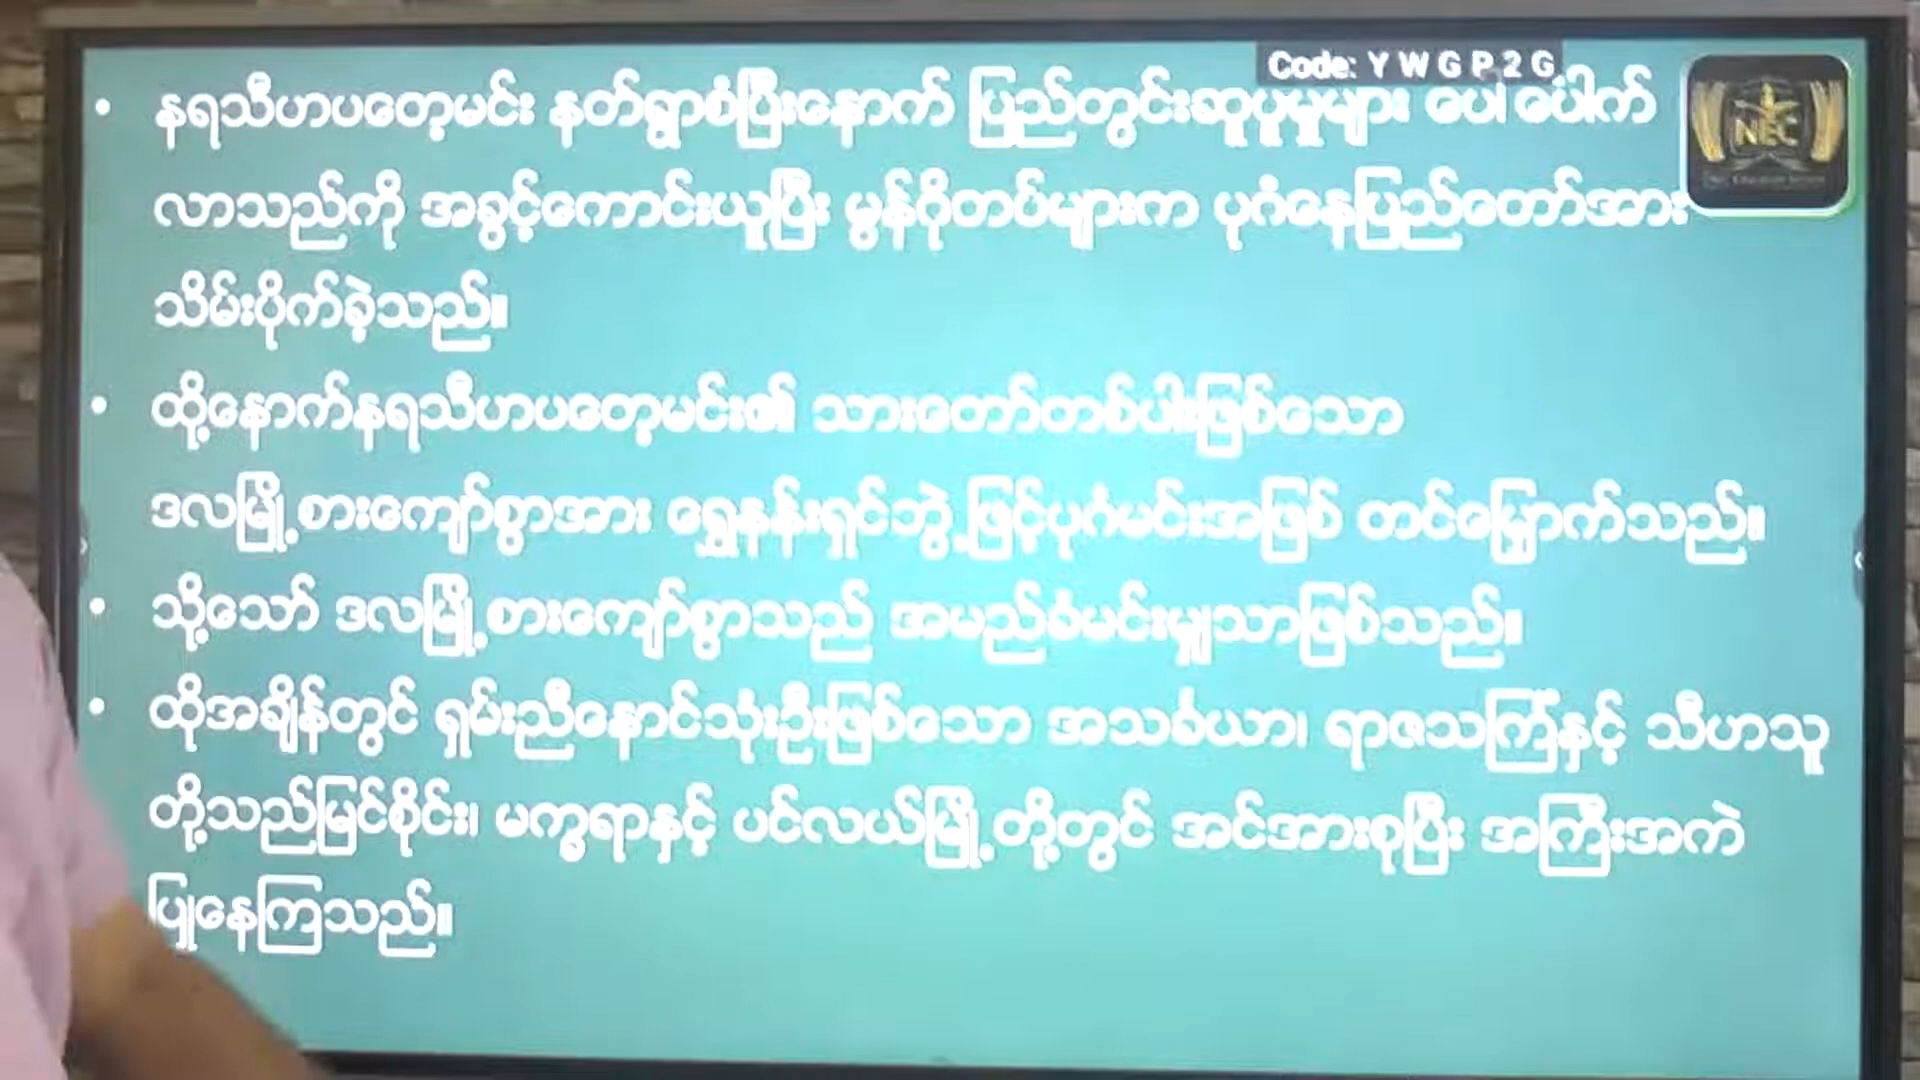 Code: Y W G P 2 G
• နရသီဟပတေ့မင်း နတ်ရွာစံပြီးနောက် ပြည်တွင်းဆူပူမှုများ ပေါ်ပေါက်
လာသည်ကို အခွင့်ကောင်းယူပြီး မွန်ဂိုတပ်များက ပုဂံနေပြည်တော်အား
သိမ်းပိုက်ခဲ့သည်။
• ထို့နောက်နရသီဟပတေ့မင်း၏ သားတော်တစ်ပါးဖြစ်သော
ဒလမြို့စားကျော်စွာအား ရွှေနန်းရှင်ဘွဲ့ဖြင့်ပုဂံမင်းအဖြစ် တင်မြှောက်သည်။
• သို့သော် ဒလမြို့စားကျော်စွာသည် အမည်ခံမင်းမျှသာဖြစ်သည်။
• ထိုအချိန်တွင် ရှမ်းညီနောင်သုံးဦးဖြစ်သော အသင်္ခယာ၊ ရာဇသင်္ကြံနှင့် သီဟသူ
တို့သည်မြင်စိုင်း၊ မက္ခရာနှင့် ပင်လယ်မြို့တို့တွင် အင်အားစုပြီး အကြီးအကဲ
ပြုနေကြသည်။
NEC